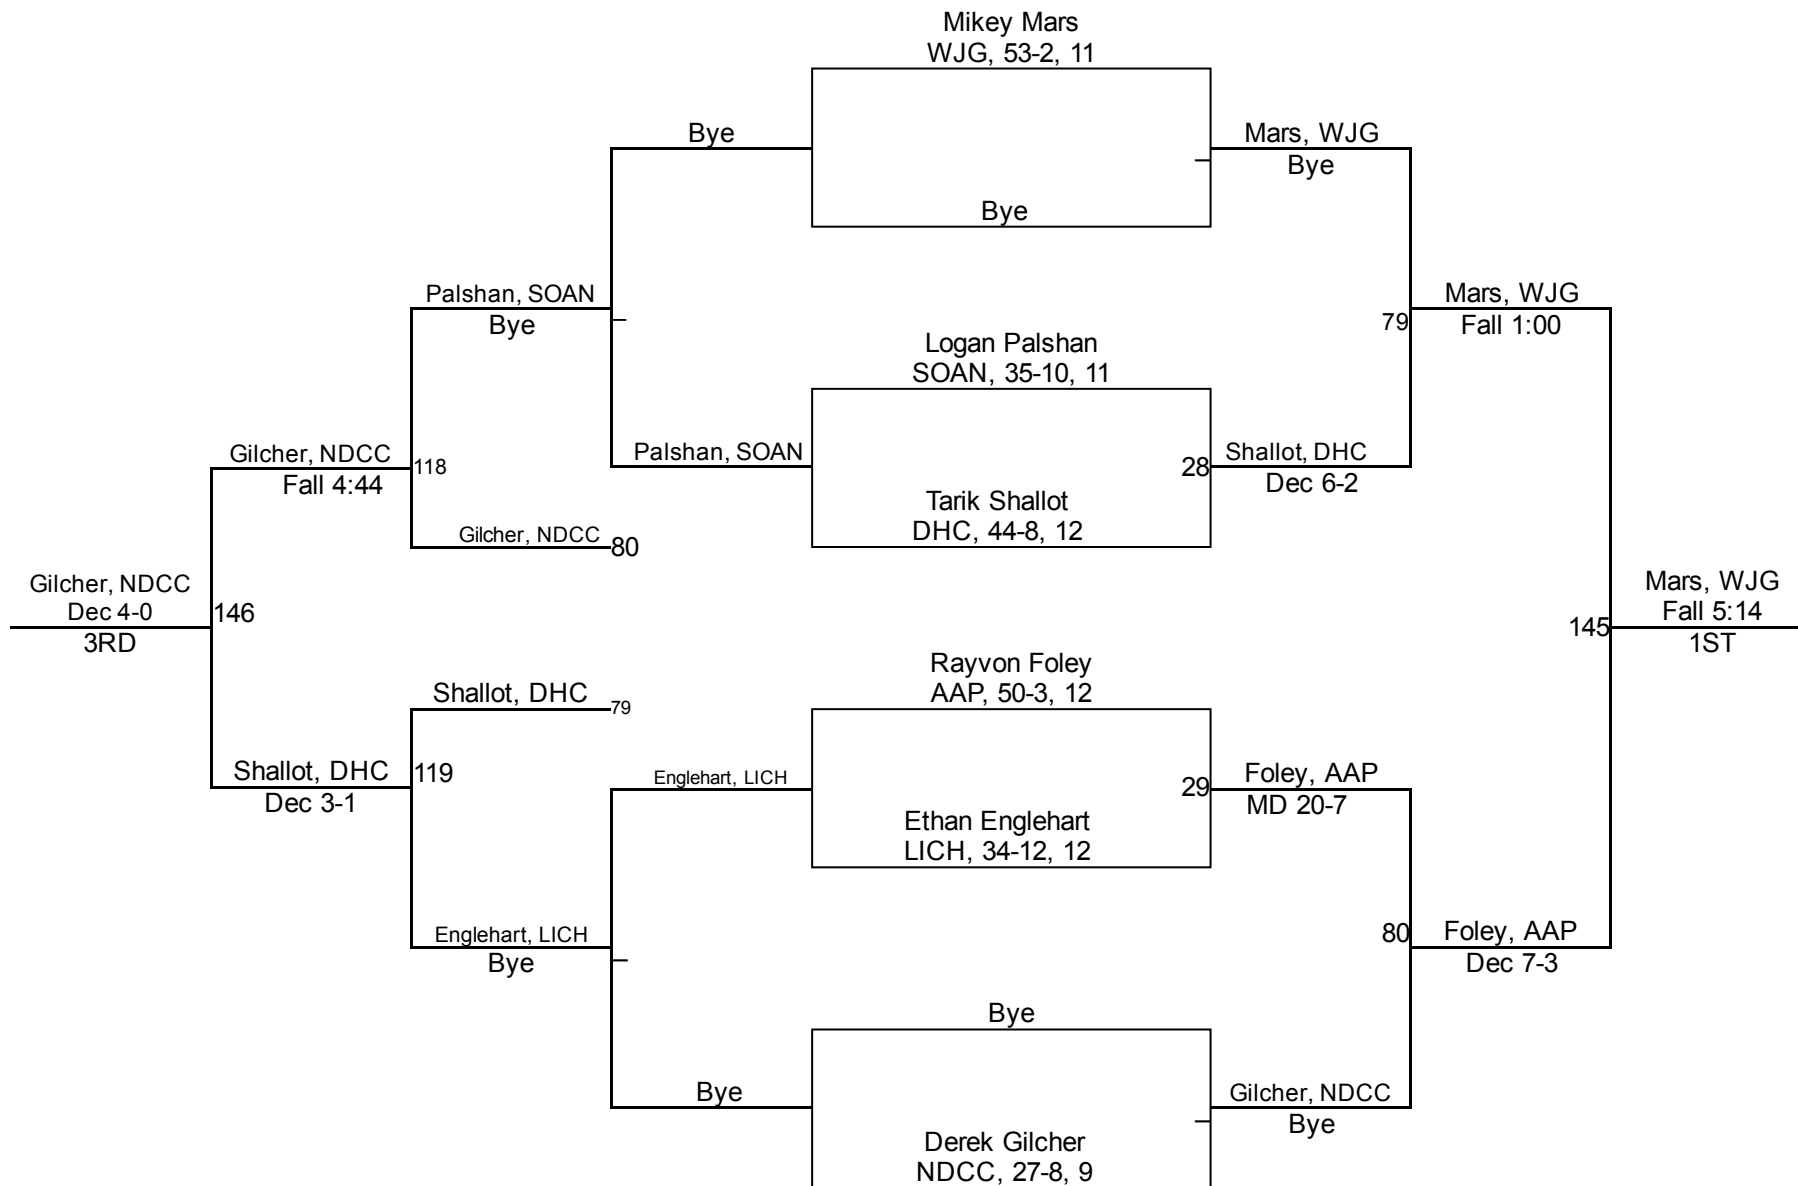 Mikey Mars
WJG, 53-2, 11
Bye
Mars, WJG
Bye
Bye
Palshan, SOAN
Bye
Mars, WJG
79
Fall 1:00
Logan Palshan
SOAN, 35-10, 11
Gilcher, NDCC
118
Fall 4:44
Palshan, SOAN
28
Shallot, DHC
Dec 6-2
Tarik Shallot
DHC, 44-8, 12
Gilcher, NDCC
80
Gilcher, NDCC
Dec 4-0
3RD
146
Mars, WJG
Fall 5:14
1ST
145
Rayvon Foley
AAP, 50-3, 12
Shallot, DHC
79
Shallot, DHC
119
Dec 3-1
Englehart, LICH
29
Foley, AAP
MD 20-7
Ethan Englehart
LICH, 34-12, 12
Englehart, LICH
Bye
80
Foley, AAP
Dec 7-3
Bye
Bye
Gilcher, NDCC
Bye
Derek Gilcher
NDCC, 27-8, 9